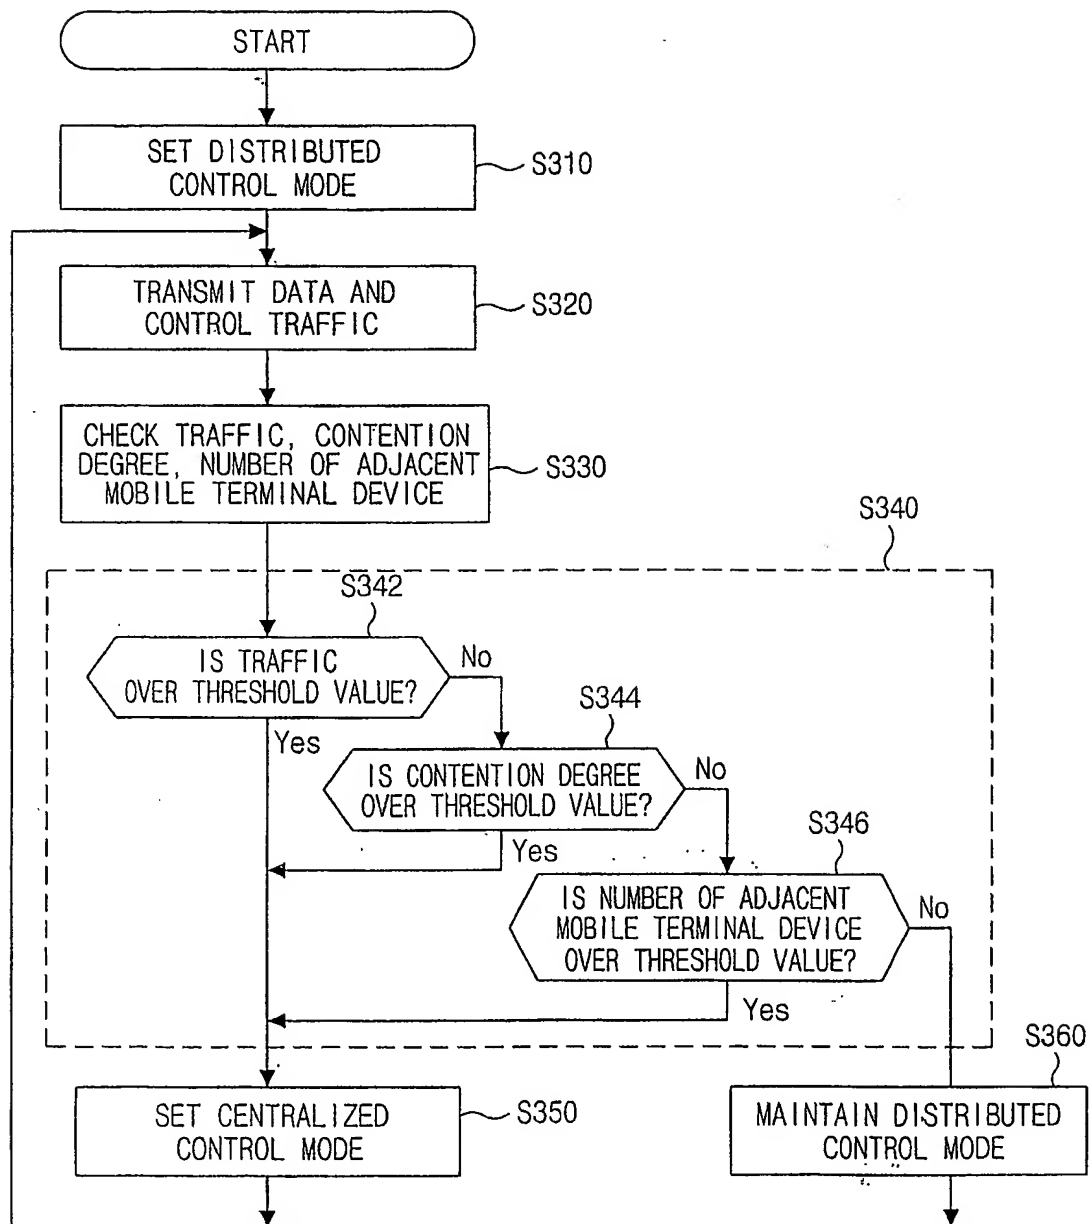 START
SET DISTRIBUTED
CONTROL MODE
S310
TRANSMIT DATA AND
CONTROL TRAFFIC
S320
CHECK TRAFFIC, CONTENTION
DEGREE, NUMBER OF ADJACENT
MOBILE TERMINAL DEVICE
S330
S340
S342
IS TRAFFIC
OVER THRESHOLD VALUE?
No
Yes
S344
IS CONTENTION DEGREE
OVER THRESHOLD VALUE?
No
Yes
S346
IS NUMBER OF ADJACENT
MOBILE TERMINAL DEVICE
OVER THRESHOLD VALUE?
No
Yes
SET CENTRALIZED
CONTROL MODE
S350
S360
MAINTAIN DISTRIBUTED
CONTROL MODE